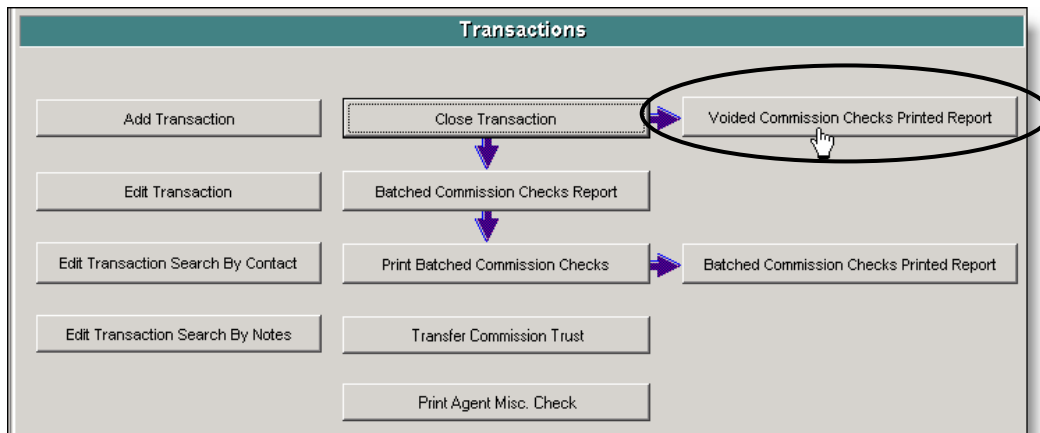 Transactions
Add Transaction
Close Transaction
Voided Commission Checks Printed Report
Edit Transaction
Batched Commission Checks Report
Edit Transaction Search By Contact
Print Batched Commission Checks
Batched Commission Checks Printed Report
Edit Transaction Search By Notes
Transfer Commission Trust
Print Agent Misc. Check